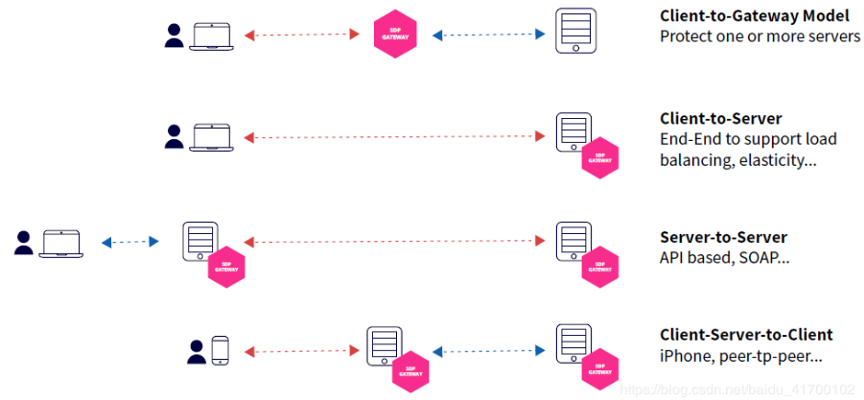 SDP
GATEWAY
Client-to-Gateway Model
Protect one or more servers
SDP
GATEWAY
Client-to-Server
End-End to support load
balancing, elasticity...
SDP
GATEWAY
SDP
GATEWAY
Server-to-Server
API based, SOAP...
SDP
GATEWAY
SDP
GATEWAY
Client-Server-to-Client
iPhone, peer-tp-peer...
https://blog.csdn.net/baidu_41700102